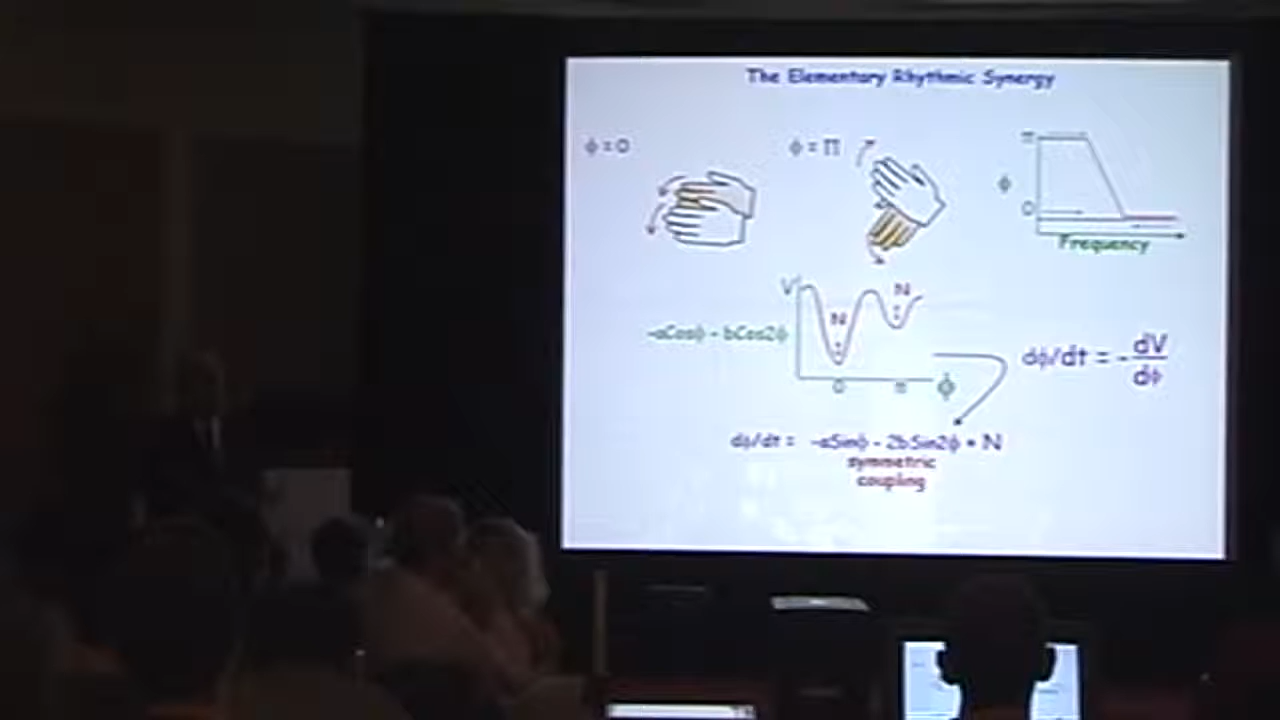 The Elementary Rhythmic Synergy
ϕ = 0
ϕ = Π
π
ϕ
0
Frequency
V
N
N
-aCosϕ - bCos2ϕ
0
π
ϕ
dϕ/dt = - dV/dϕ
dϕ/dt = -aSinϕ - 2bSin2ϕ + N
symmetric
coupling